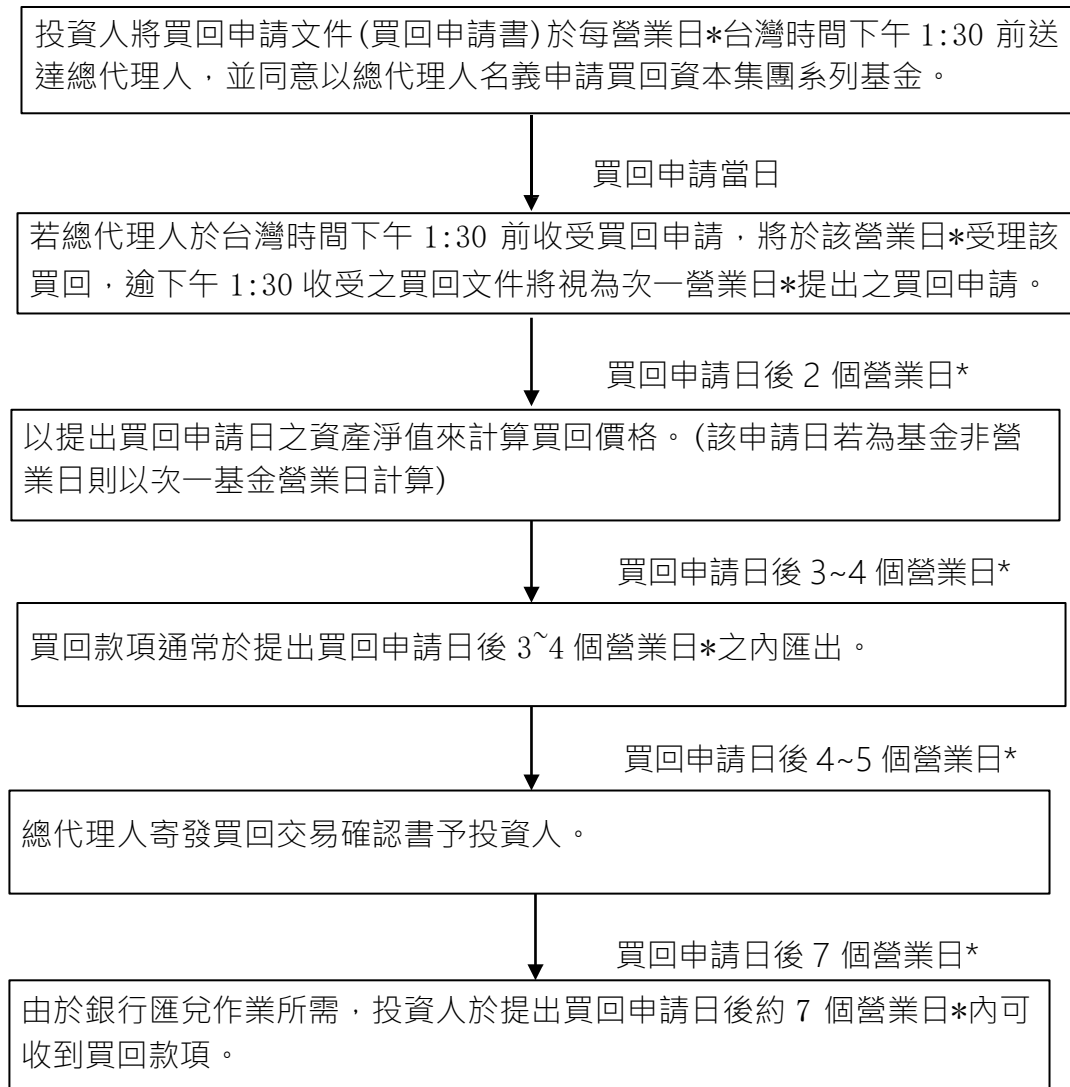 投資人將買回申請文件(買回申請書)於每營業日*台灣時間下午 1:30 前送
達總代理人，並同意以總代理人名義申請買回資本集團系列基金。
買回申請當日
若總代理人於台灣時間下午 1:30 前收受買回申請，將於該營業日*受理該
買回，逾下午 1:30 收受之買回文件將視為次一營業日*提出之買回申請。
買回申請日後 2 個營業日*
以提出買回申請日之資產淨值來計算買回價格。(該申請日若為基金非營
業日則以次一基金營業日計算)
買回申請日後 3~4 個營業日*
買回款項通常於提出買回申請日後 3~4 個營業日*之內匯出。
買回申請日後 4~5 個營業日*
總代理人寄發買回交易確認書予投資人。
買回申請日後 7 個營業日*
由於銀行匯兌作業所需，投資人於提出買回申請日後約 7 個營業日*內可
收到買回款項。